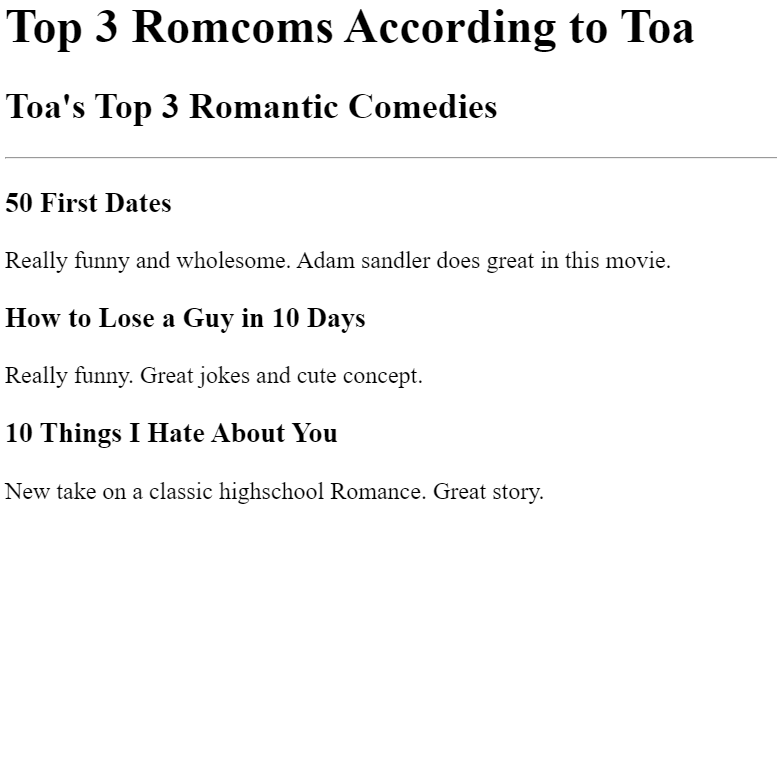 Top 3 Romcoms According to Toa
Toa's Top 3 Romantic Comedies
50 First Dates
Really funny and wholesome. Adam sandler does great in this movie.
How to Lose a Guy in 10 Days
Really funny. Great jokes and cute concept.
10 Things I Hate About You
New take on a classic highschool Romance. Great story.